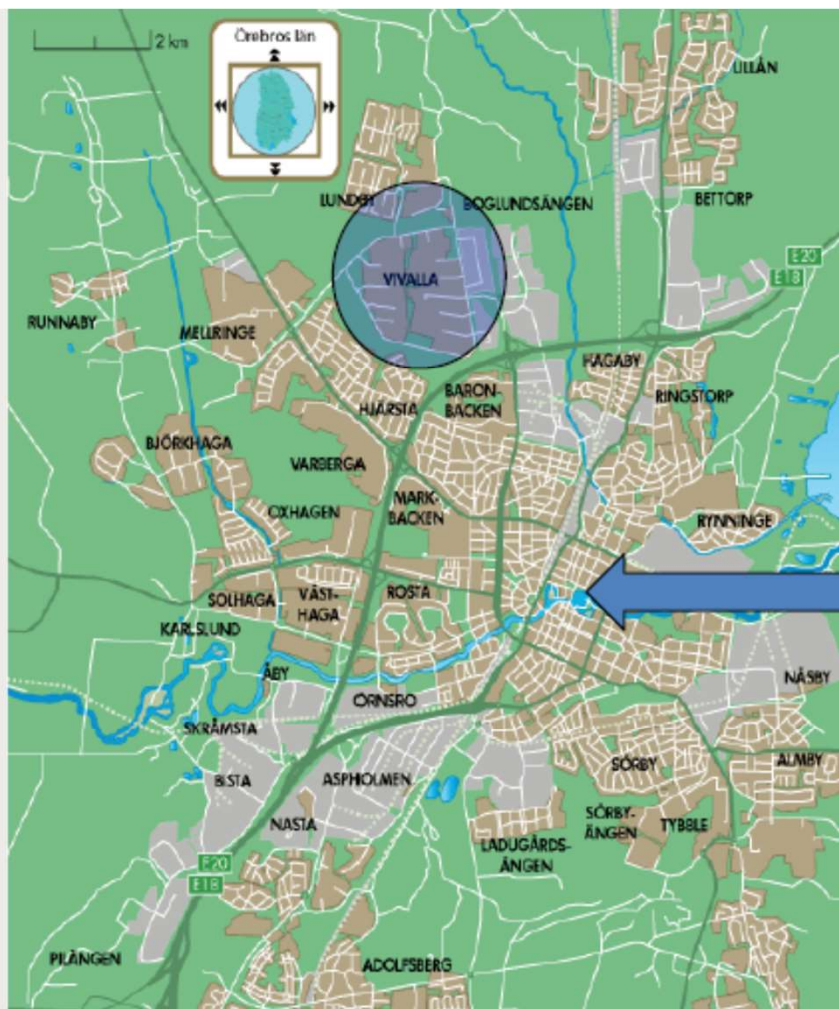 2 km
Örebros län
LILLÅN
LUNDBY
BOGLUNDSÄNGEN
BETTORP
E20
E18
VIVALLA
RUNNABY
MELLRINGE
HAGABY
HJÄRSTA
BARON-
BACKEN
RINGSTORP
BJÖRKHAGA
VARBERGA
MARK-
BACKEN
OXHAGEN
RYNNINGE
SOLHAGA
VÄST-
HAGA
ROSTA
KARLSLUND
ÅBY
NÄSBY
ÖRNSRO
SKRÄMSTA
BISTA
ASPHOLMEN
SÖRBY
ALMBY
NASTA
SÖRBY-
ÄNGEN
TYBBLE
LADUGÅRDS-
ÄNGEN
E20
E18
PILÄNGEN
ADOLFSBERG